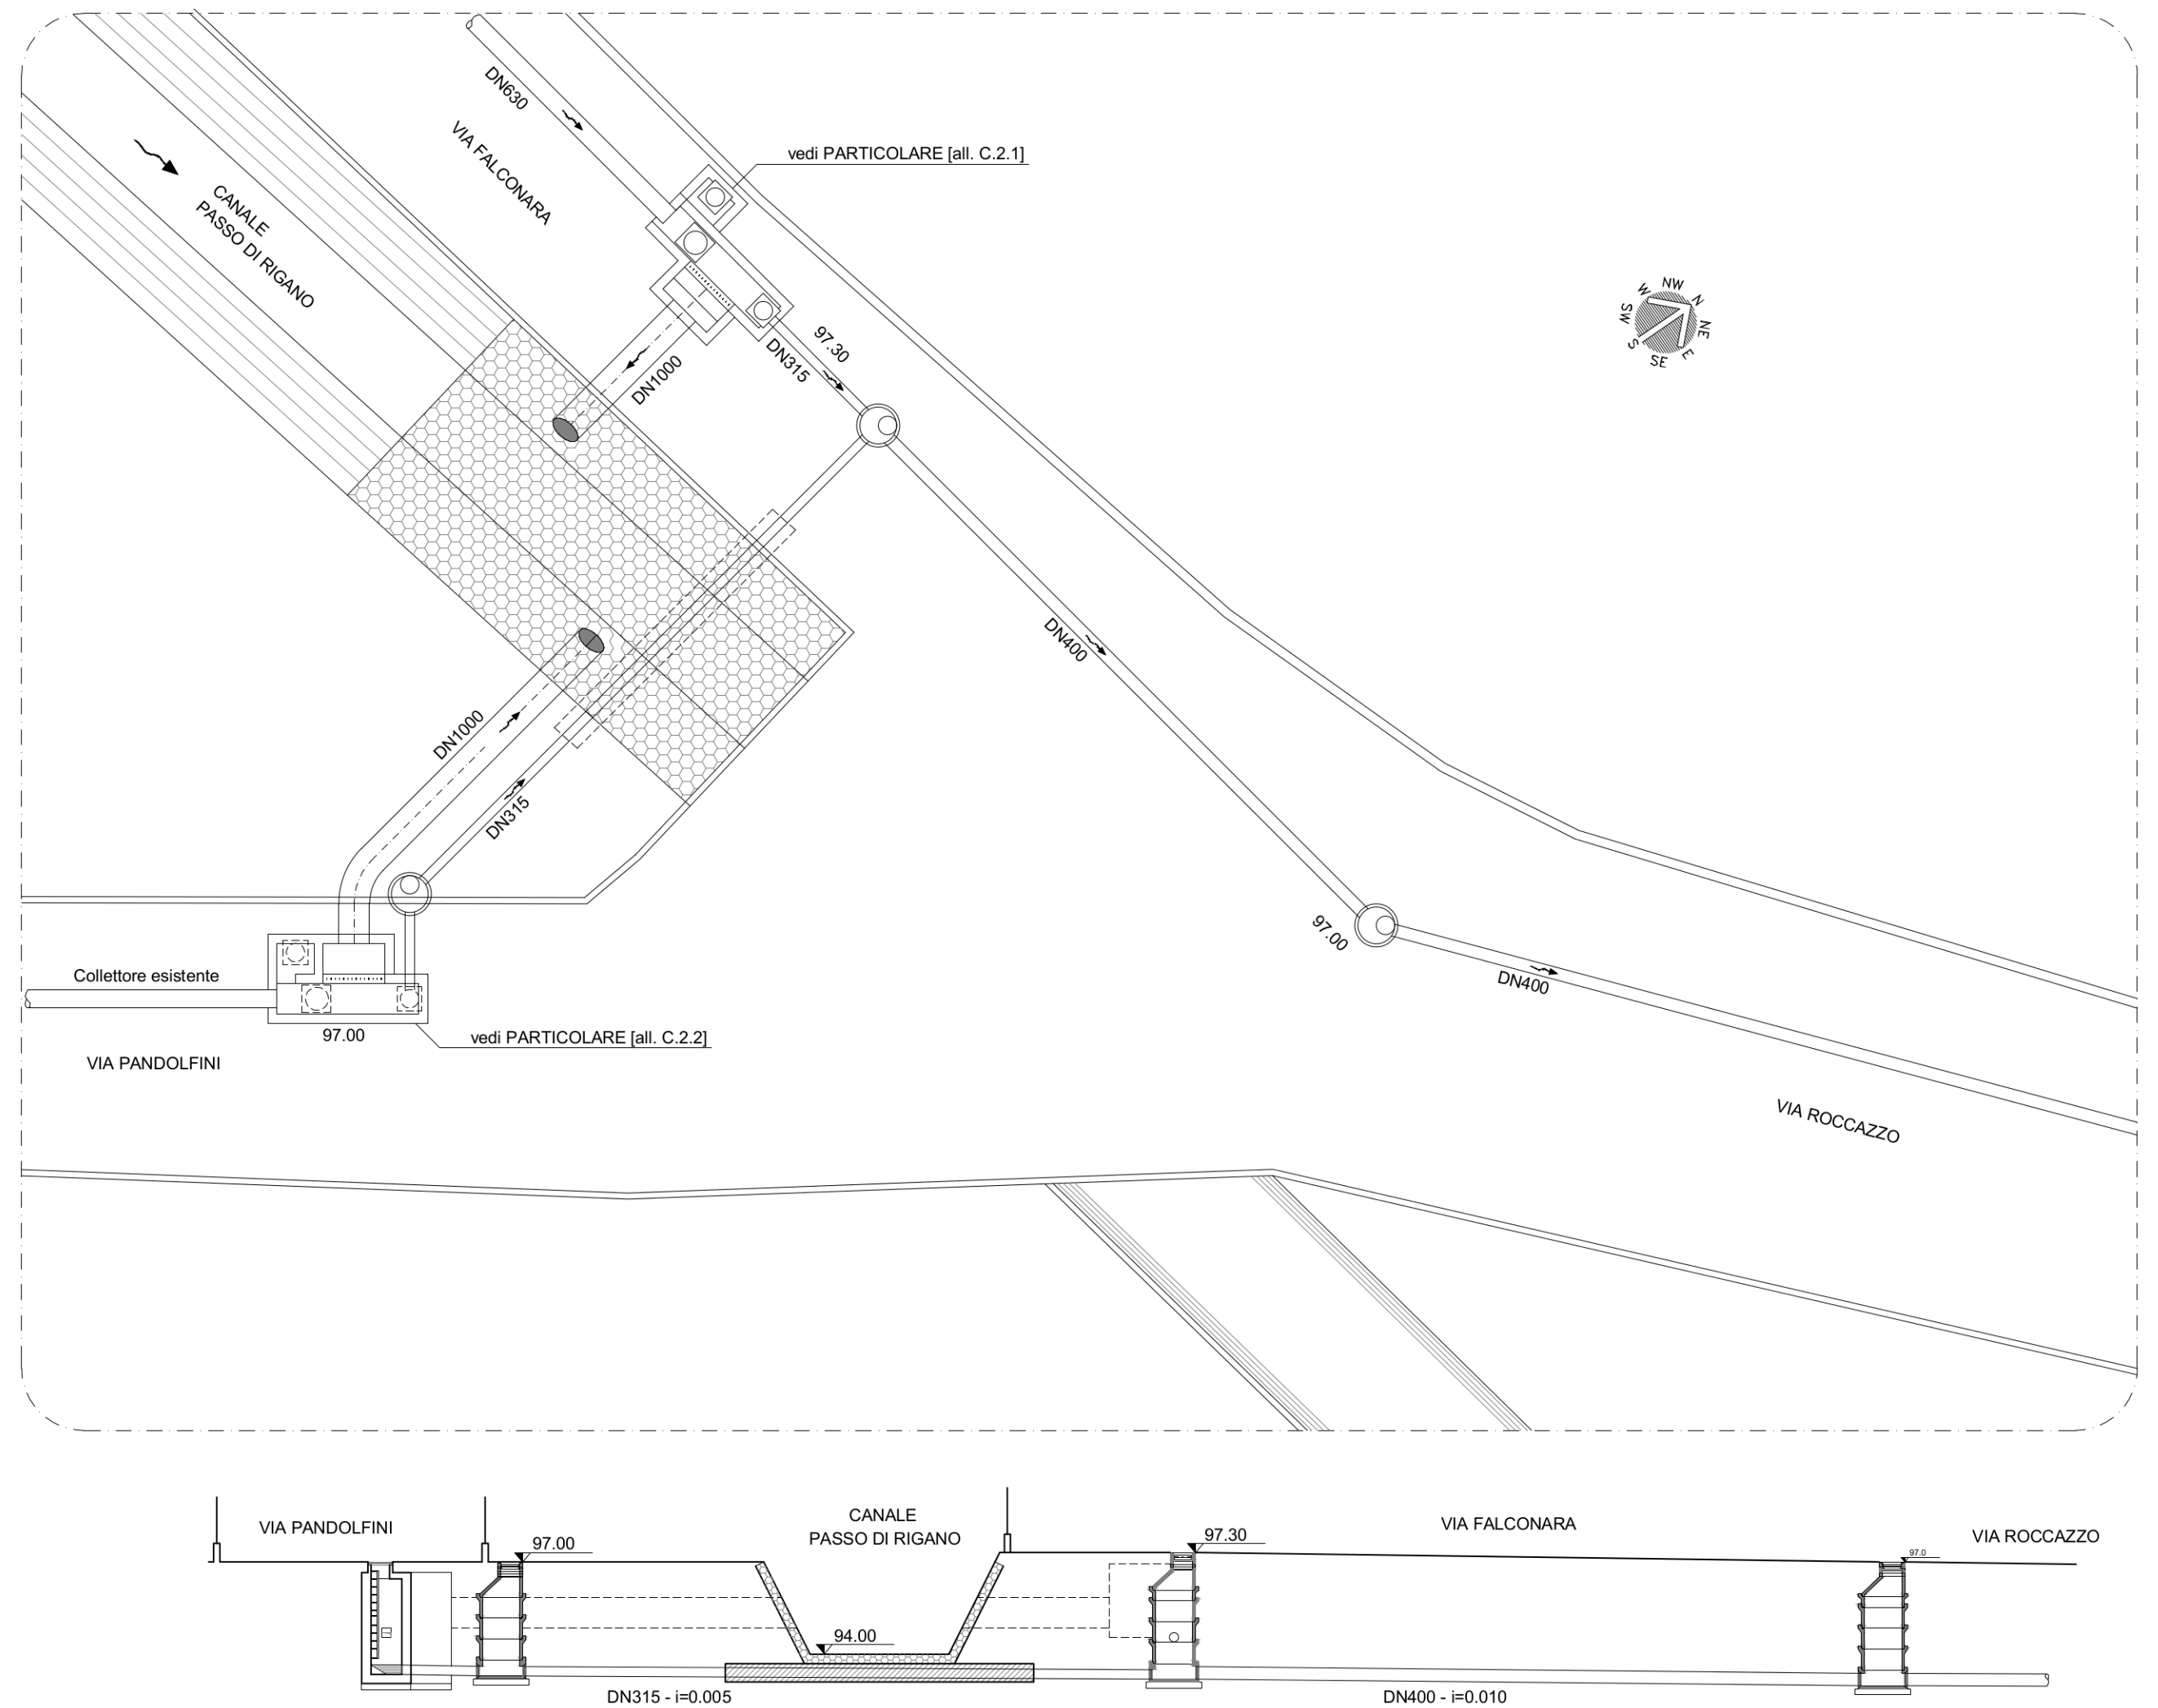 DN630
VIA FALCONARA
vedi PARTICOLARE [all. C.2.1]
CANALE
PASSO DI RIGANO
NW
W
N
SW
NE
S
E
SE
97.30
DN315
DN1000
DN400
DN1000
DN315
97.00
DN400
Collettore esistente
97.00
vedi PARTICOLARE [all. C.2.2]
VIA PANDOLFINI
VIA ROCCAZZO
VIA PANDOLFINI
97.00
CANALE
PASSO DI RIGANO
97.30
VIA FALCONARA
VIA ROCCAZZO
97.0
94.00
DN315 - i=0.005
DN400 - i=0.010